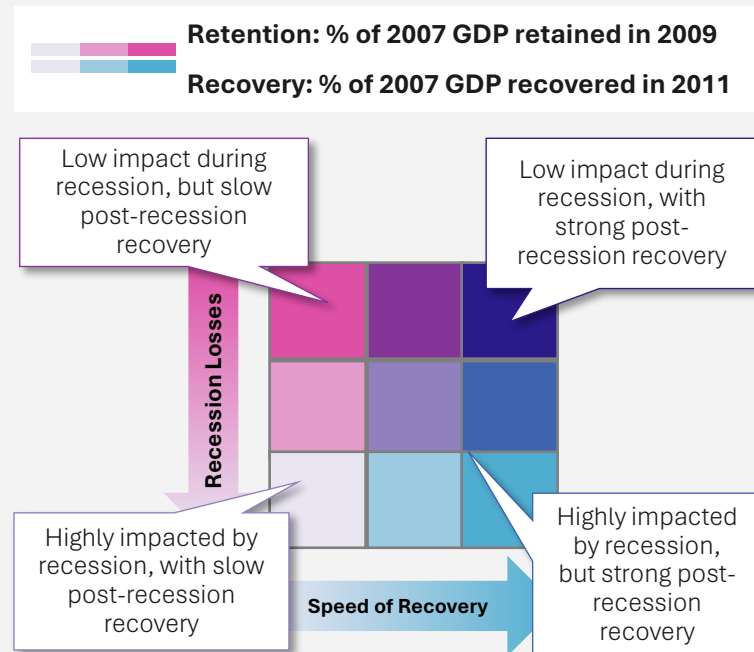 Retention: % of 2007 GDP retained in 2009
Recovery: % of 2007 GDP recovered in 2011
Low impact during
recession, but slow
post-recession
recovery
Low impact during
recession, with
strong post-
recession recovery
Recession Losses
Highly impacted by
recession, with slow
post-recession
recovery
Speed of Recovery
Highly impacted
by recession,
but strong post-
recession
recovery